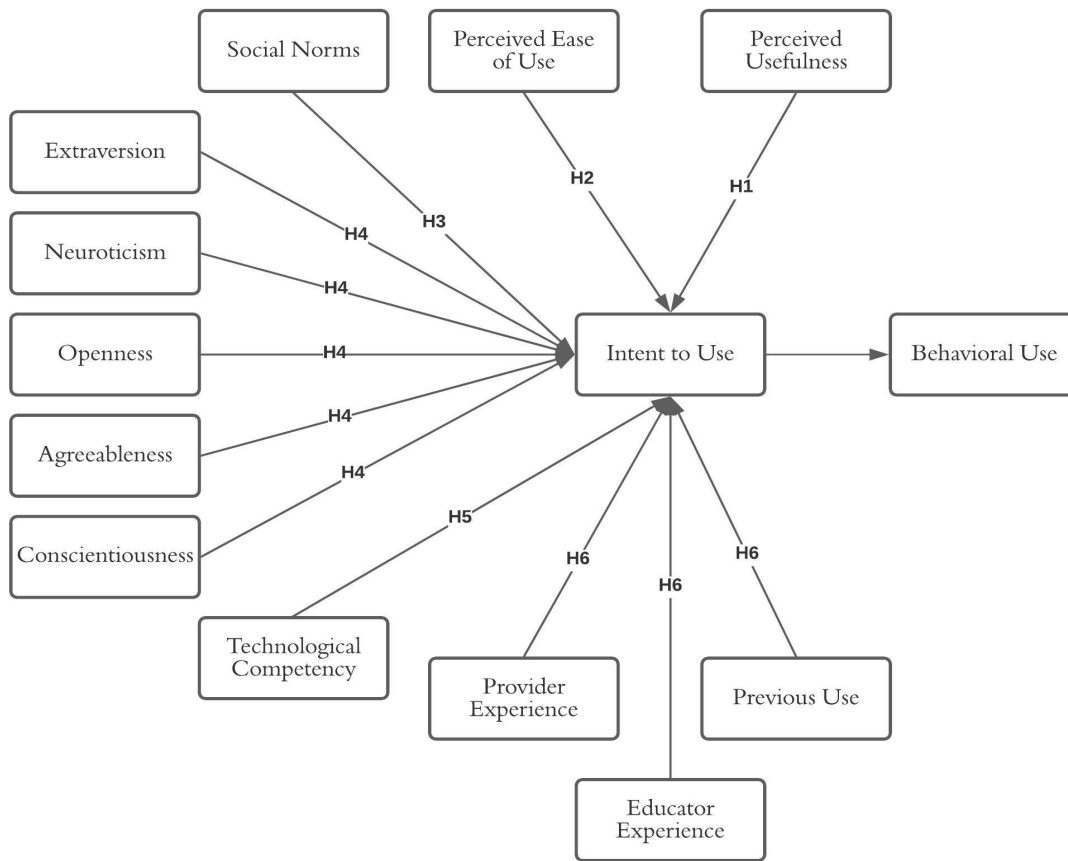 Social Norms
Perceived Ease
of Use
Perceived
Usefulness
Extraversion
H2
H1
H3
H4
Neuroticism
H4
Openness
H4
Intent to Use
Behavioral Use
Agreeableness
H4
H4
Conscientiousness
H5
H6
H6
H6
Technological
Competency
Provider
Experience
Previous Use
Educator
Experience